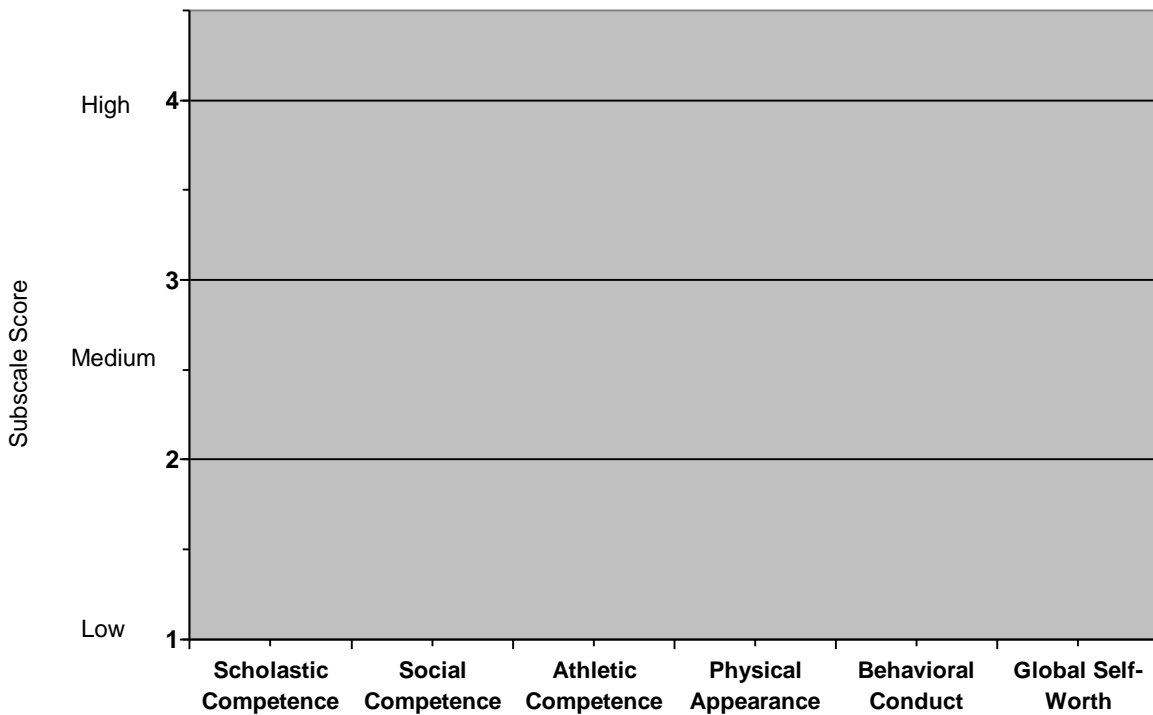 High
4
3
Subscale Score
Medium
2
Low
1
Scholastic Competence
Social Competence
Athletic Competence
Physical Appearance
Behavioral Conduct
Global Self-
Worth